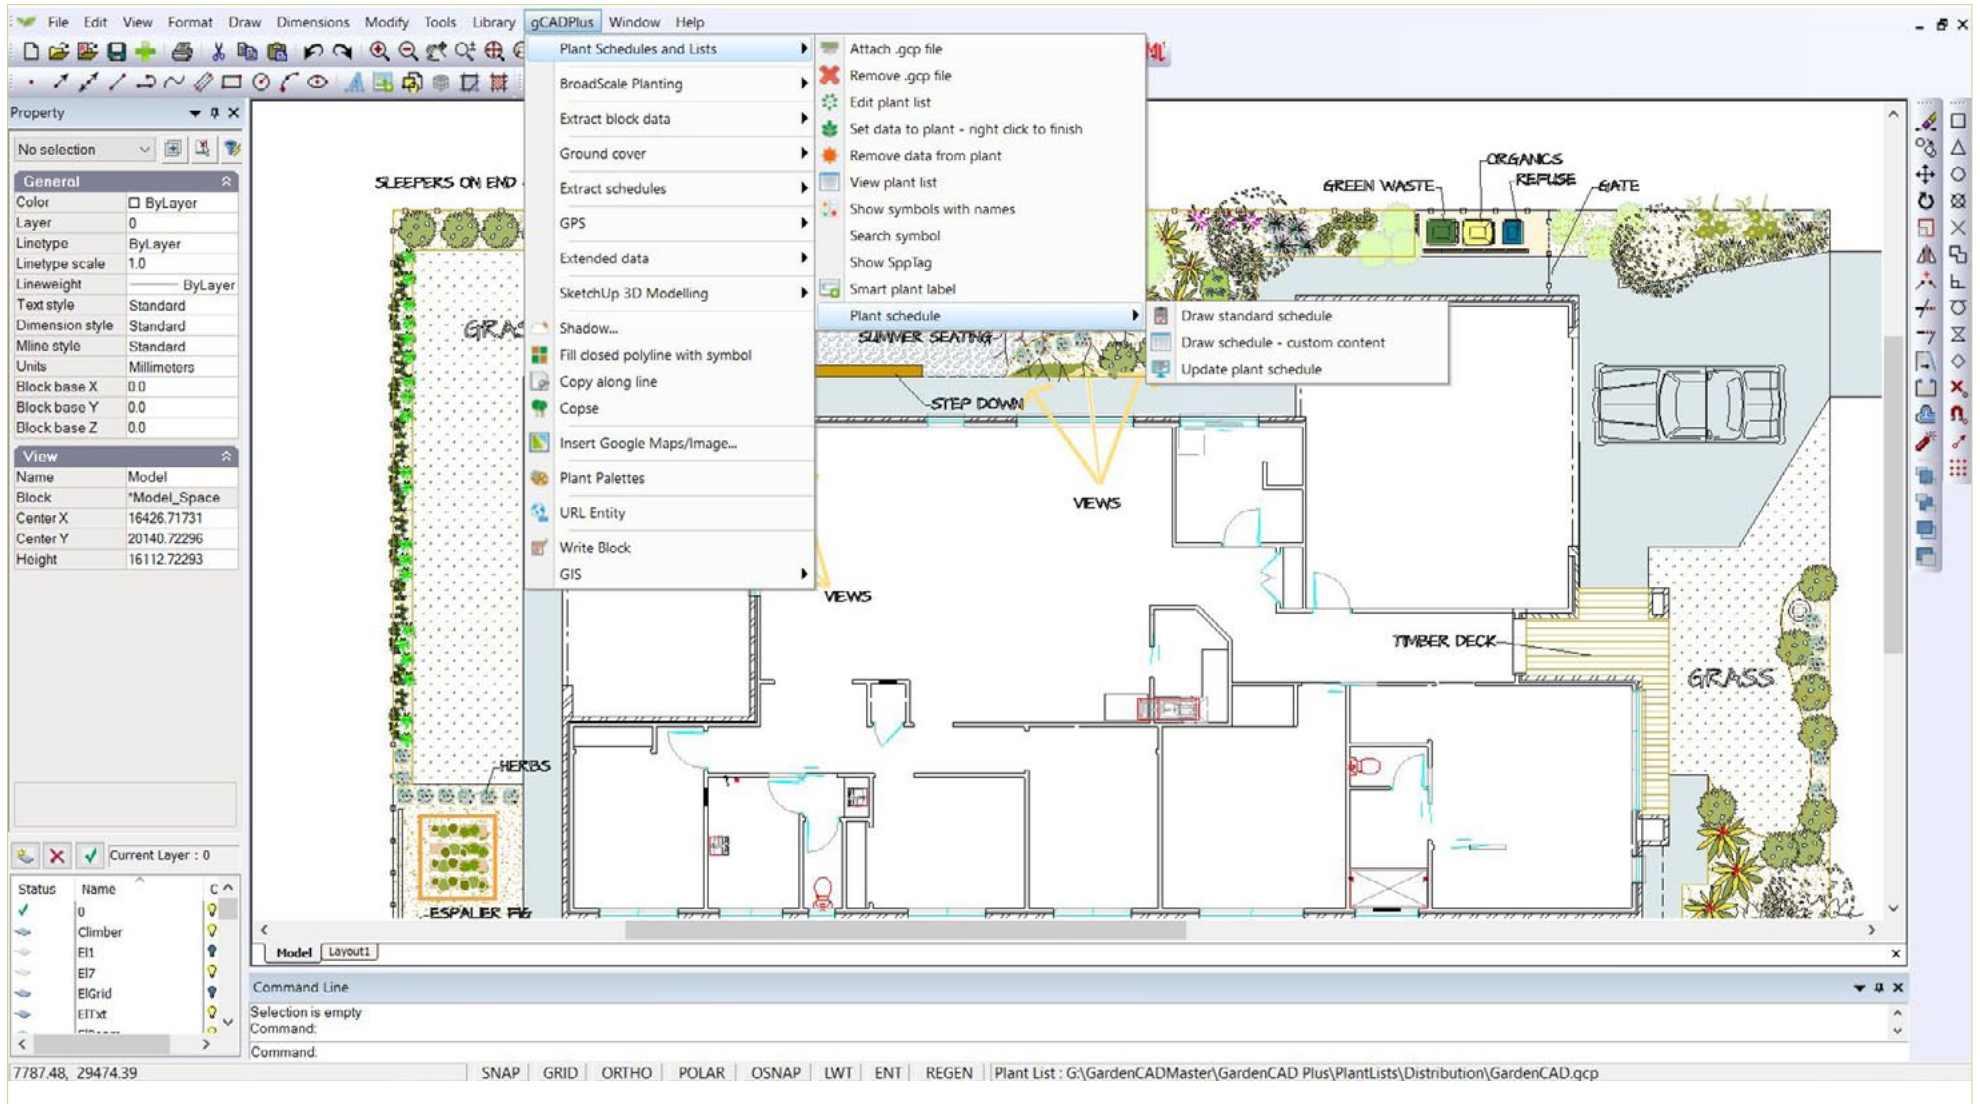 File Edit View Format Draw Dimensions Modify Tools Library gCADPlus Window Help
Property
No selection
General
Color ByLayer
Layer 0
Linetype ByLayer
Linetype scale 1.0
Lineweight ByLayer
Text style Standard
Dimension style Standard
Mline style Standard
Units Millimeters
Block base X 0.0
Block base Y 0.0
Block base Z 0.0
View
Name Model
Block *Model_Space
Center X 16426.71731
Center Y 20140.72296
Height 16112.72293
Current Layer : 0
Status Name C
0
Climber
El1
El7
ElGrid
ElTxt
Plant Schedules and Lists
BroadScale Planting
Extract block data
Ground cover
Extract schedules
GPS
Extended data
SketchUp 3D Modelling
Shadow...
Fill closed polyline with symbol
Copy along line
Copse
Insert Google Maps/Image...
Plant Palettes
URL Entity
Write Block
GIS
Attach .gcp file
Remove .gcp file
Edit plant list
Set data to plant - right click to finish
Remove data from plant
View plant list
Show symbols with names
Search symbol
Show SppTag
Smart plant label
Plant schedule
Draw standard schedule
Draw schedule - custom content
Update plant schedule
SLEEPERS ON END
GREEN WASTE
ORGANICS
REFUSE
GATE
SUMMER SEATING
STEP DOWN
VIEWS
VIEWS
TIMBER DECK
GRASS
HERBS
ESPALIER FIG
Model Layout1
Command Line
Selection is empty
Command:
Command:
7787.48, 29474.39 SNAP GRID ORTHO POLAR OSNAP LWT ENT REGEN Plant List : G:\GardenCADMaster\GardenCAD Plus\PlantLists\Distribution\GardenCAD.gcp